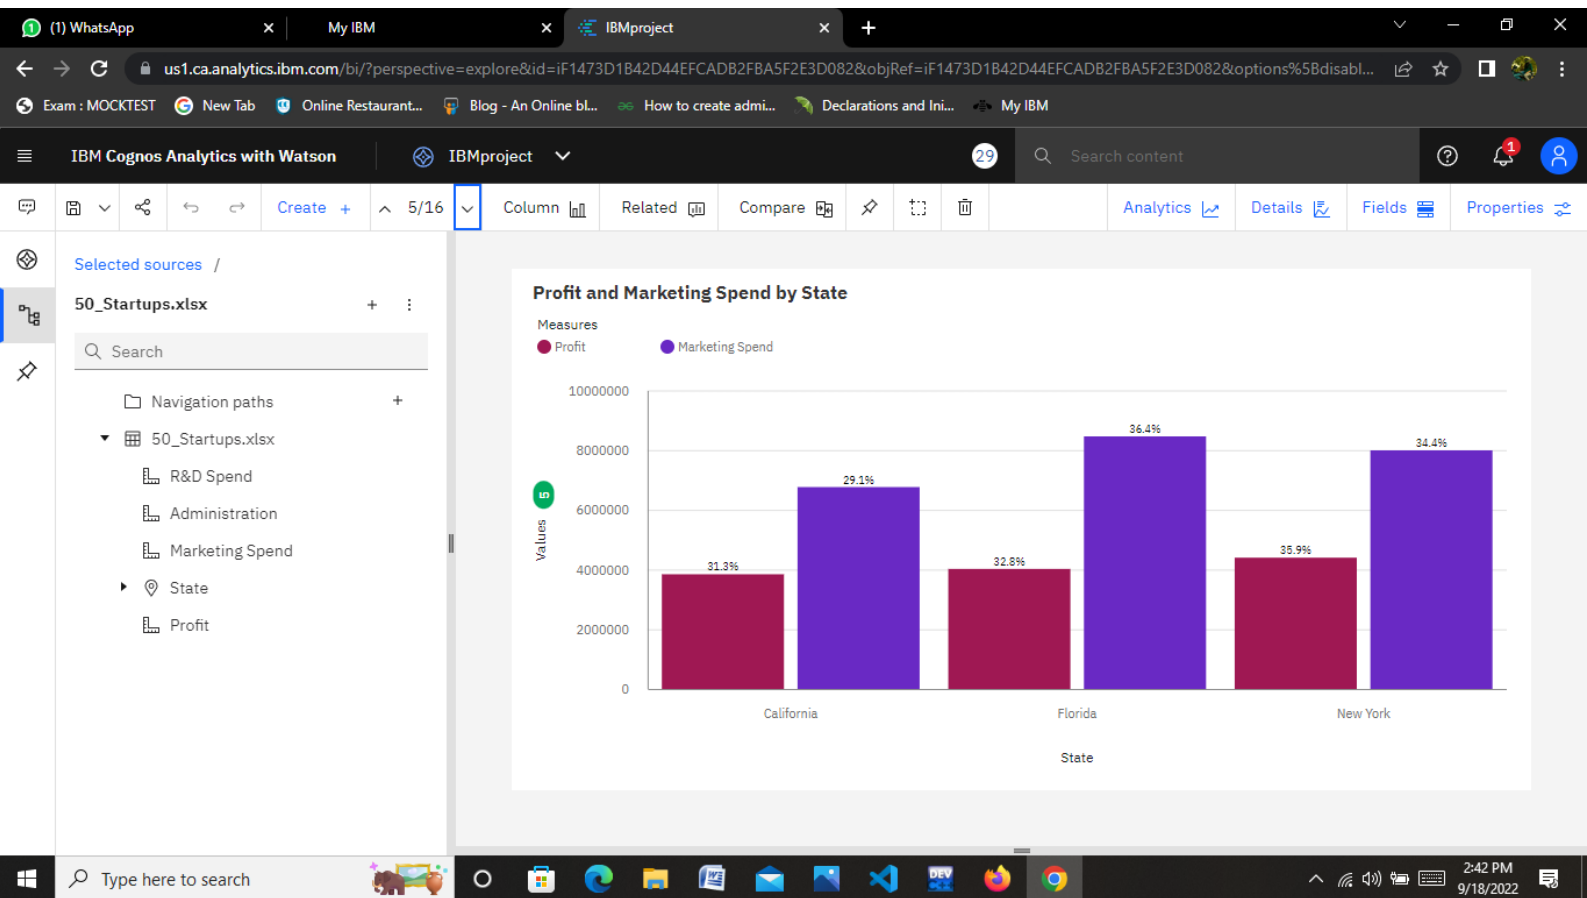 (1) WhatsApp
My IBM
IBMproject
us1.ca.analytics.ibm.com/bi/?perspective=explore&id=iF1473D1B42D44EFCADB2FBA5F2E3D082&objRef=iF1473D1B42D44EFCADB2FBA5F2E3D082&options%5Bdisabl...
Exam : MOCKTEST
New Tab
Online Restaurant...
Blog - An Online bl...
How to create admi...
Declarations and Ini...
My IBM
IBM Cognos Analytics with Watson
IBMproject
29
Search content
1
Create +
5/16
Column
Related
Compare
Analytics
Details
Fields
Properties
Selected sources /
50_Startups.xlsx
Search
Navigation paths
50_Startups.xlsx
R&D Spend
Administration
Marketing Spend
State
Profit
Profit and Marketing Spend by State
Measures
Profit
Marketing Spend
10000000
8000000
6000000
4000000
2000000
0
Values
5
31.3%
29.1%
32.8%
36.4%
35.9%
34.4%
California
Florida
New York
State
Type here to search
DEV
2:42 PM
9/18/2022